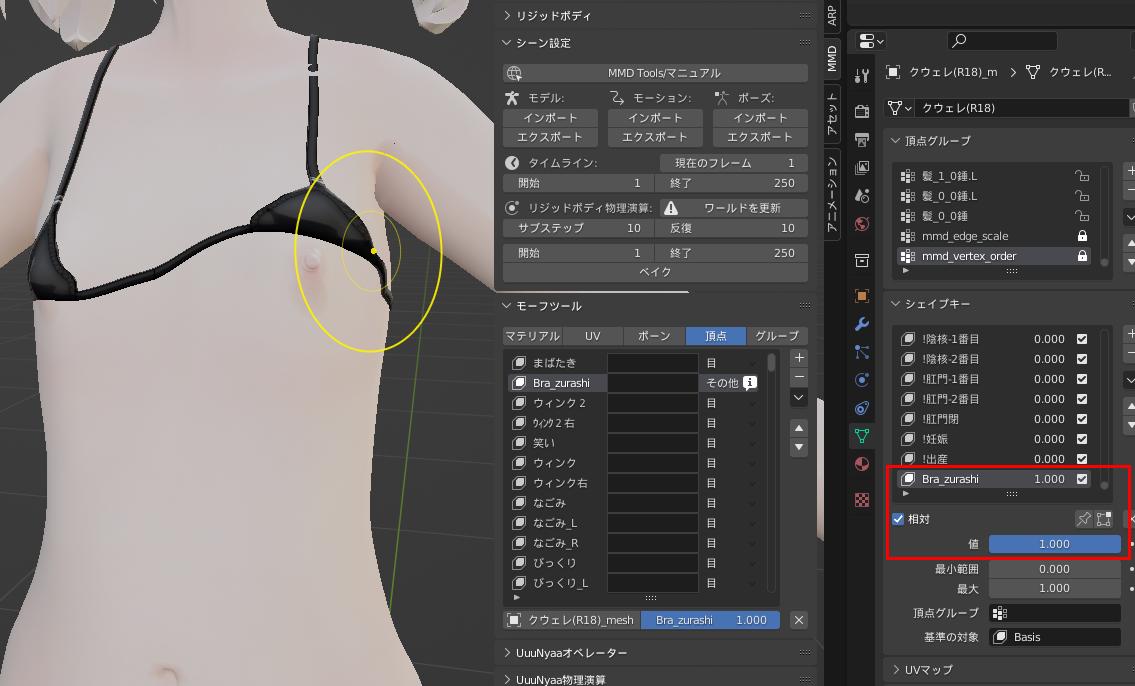 リジッドボディ
シーン設定
MMD Tools/マニュアル
モデル: モーション: ポーズ:
インポート インポート インポート
エクスポート エクスポート エクスポート
タイムライン: 現在のフレーム 1
開始 1 終了 250
リジッドボディ物理演算: ワールドを更新
サブステップ 10 反復 10
開始 1 終了 250
ベイク
モーフツール
マテリアル UV ボーン 頂点 グループ
まばたき 目
Bra_zurashi その他
ウィンク２ 目
ｳｨﾝｸ２右 目
笑い 目
ウィンク 目
ウィンク右 目
なごみ 目
なごみ_L 目
なごみ_R 目
びっくり 目
びっくり_L 目
クウェレ(R18)_mesh Bra_zurashi 1.000
UuuNyaaオペレーター
UuuNyaa物理演算
ARP
MMD
アセット
アニメーション
クウェレ(R18)_m クウェレ(R...
クウェレ(R18)
頂点グループ
髪_1_0錘.L
髪_0_0錘.L
髪_0_0錘
mmd_edge_scale
mmd_vertex_order
シェイプキー
!陰核-1番目 0.000
!陰核-2番目 0.000
!肛門-1番目 0.000
!肛門-2番目 0.000
!肛門閉 0.000
!妊娠 0.000
!出産 0.000
Bra_zurashi 1.000
相対
値 1.000
最小範囲 0.000
最大 1.000
頂点グループ
基準の対象 Basis
UVマップ